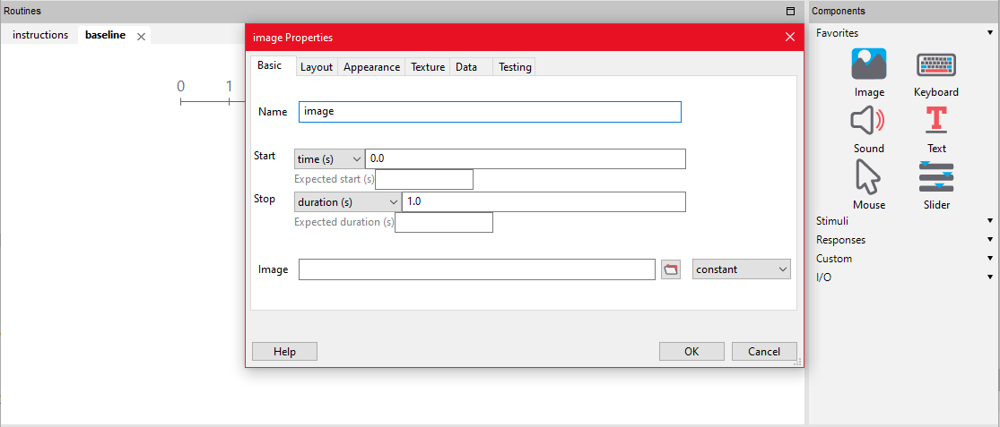 Routines
instructions baseline
0 1
image Properties
Basic Layout Appearance Texture Data Testing
Name image
Start time (s) 0.0
Expected start (s)
Stop duration (s) 1.0
Expected duration (s)
Image constant
Help OK Cancel
Components
Favorites
Image Keyboard
Sound Text
Mouse Slider
Stimuli
Responses
Custom
I/O